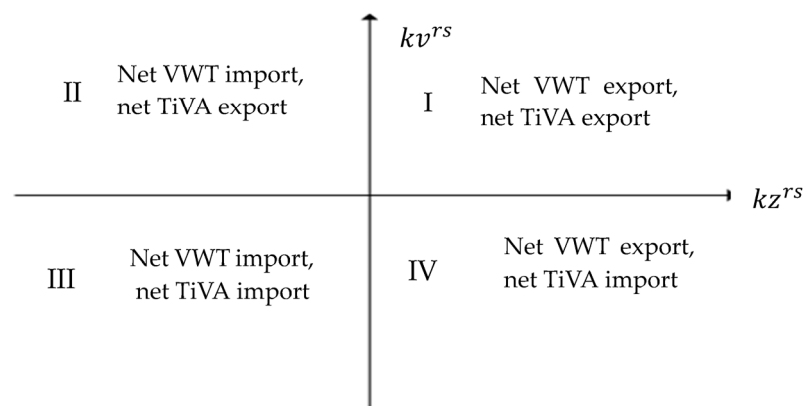 kv^{rs}
II
Net VWT import,
net TiVA export
I
Net VWT export,
net TiVA export
kz^{rs}
III
Net VWT import,
net TiVA import
IV
Net VWT export,
net TiVA import